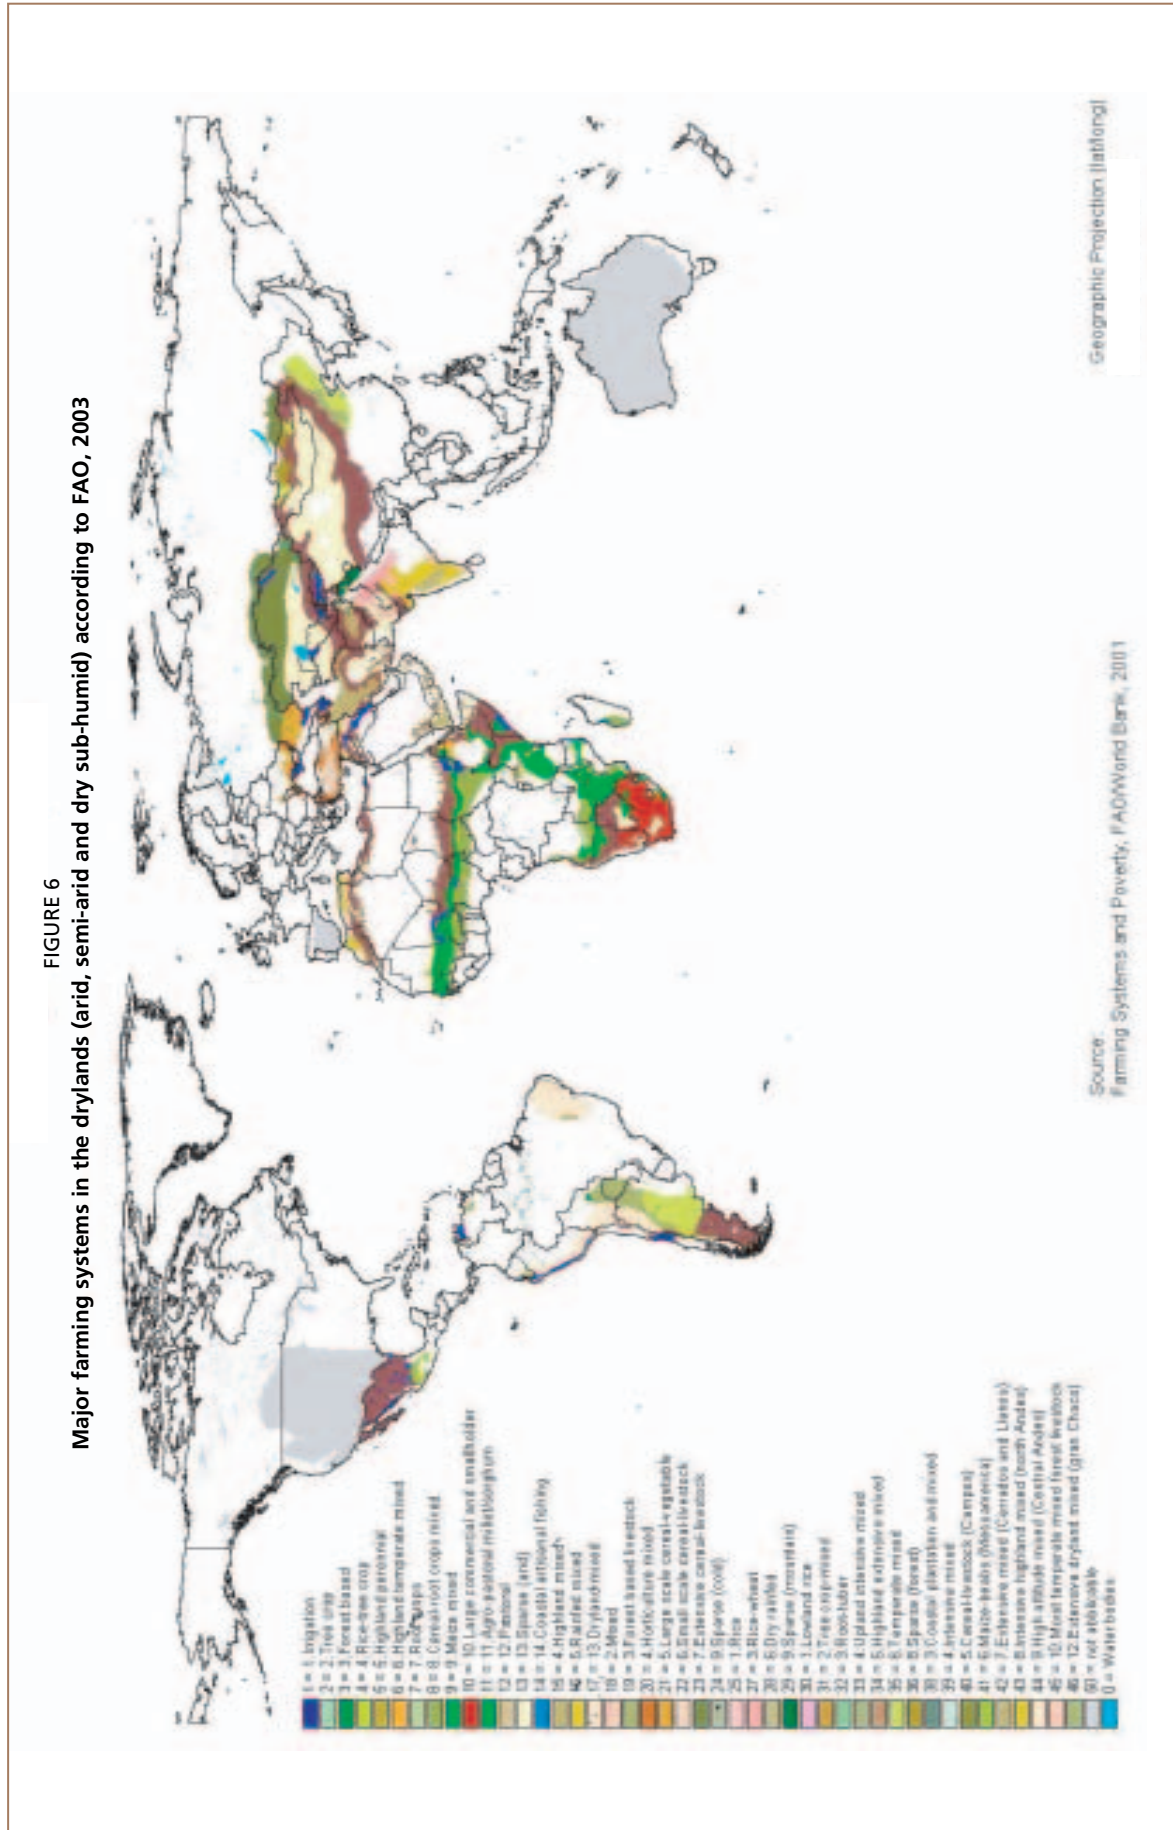 FIGURE 6
Major farming systems in the drylands (arid, semi-arid and dry sub-humid) according to FAO, 2003
1 = 1.Irrigation
2 = 2.Tree crop
3 = 3.Forest based
4 = 4.Rice-tree crop
5 = 5.Highland perennial
6 = 6.Highland temperate mixed
7 = 7.Root crops
8 = 8.Cereal-root crops mixed
9 = 9.Maize mixed
10 = 10.Large commercial and smallholder
11 = 11.Agro-pastoral millet/sorghum
12 = 12.Pastoral
13 = 13.Sparse (arid)
14 = 14.Coastal artisanal fishing
15 = 4.Highland mixed
16 = 5.Rainfed mixed
17 = 13.Dryland mixed
18 = 2.Mixed
19 = 3.Forest based livestock
20 = 4.Horticulture mixed
21 = 5.Large scale cereal-vegetable
22 = 6.Small scale cereal-livestock
23 = 7.Extensive cereal-livestock
24 = 9.Sparse (cold)
25 = 1.Rice
27 = 3.Rice-wheat
28 = 6.Dry rainfed
29 = 9.Sparse (mountain)
30 = 1.Lowland rice
31 = 2.Tree crop mixed
32 = 3.Root-tuber
33 = 4.Upland intensive mixed
34 = 5.Highland extensive mixed
35 = 6.Temperate mixed
36 = 8.Sparse (forest)
38 = 3.Coastal plantation and mixed
39 = 4.Intensive mixed
40 = 5.Cereal-livestock (Campos)
41 = 6.Maize-beans (Mesoamerica)
42 = 7.Extensive mixed (Cerrados and Llanos)
43 = 8.Intensive highland mixed (north Andes)
44 = 9.High altitude mixed (Central Andes)
45 = 10.Moist temperate mixed forest livestock
46 = 12.Extensive dryland mixed (gran Chaco)
60 = not applicable
0 = Water bodies
Source:
Farming Systems and Poverty, FAO/World Bank, 2001
Geographic Projection (lat/long)